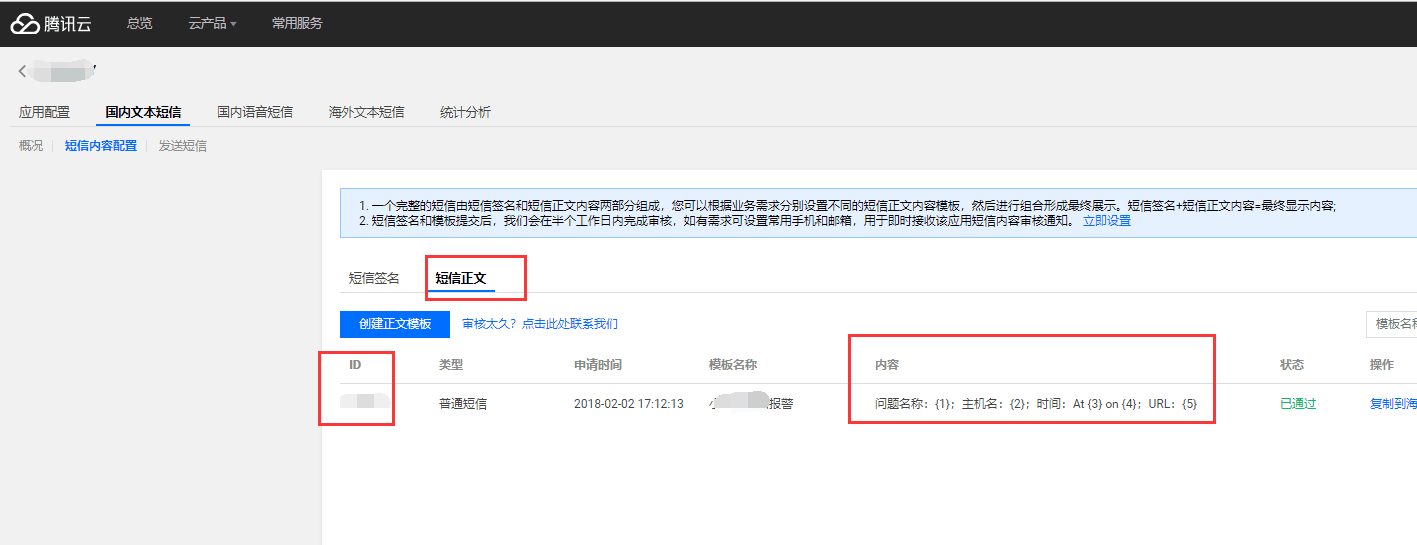 腾讯云 总览 云产品 常用服务
应用配置 国内文本短信 国内语音短信 海外文本短信 统计分析
概况 短信内容配置 发送短信
1. 一个完整的短信由短信签名和短信正文内容两部分组成，您可以根据业务需求分别设置不同的短信正文内容模板，然后进行组合形成最终展示。短信签名+短信正文内容=最终显示内容;
2. 短信签名和模板提交后，我们会在半个工作日内完成审核，如有需求可设置常用手机和邮箱，用于即时接收该应用短信内容审核通知。 立即设置
短信签名 短信正文
创建正文模板 审核太久？点击此处联系我们 模板名称
ID 类型 申请时间 模板名称 内容 状态 操作
普通短信 2018-02-02 17:12:13 小 报警 问题名称：{1}；主机名：{2}；时间：At {3} on {4}；URL：{5} 已通过 复制到海